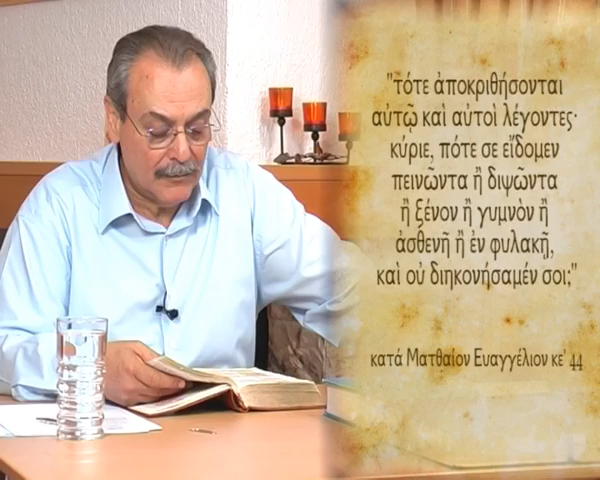 "τότε ἀποκριθήσονται
αὐτῷ καὶ αὐτοὶ λέγοντες·
κύριε, πότε σε εἴδομεν
πεινῶντα ἢ διψῶντα
ἢ ξένον ἢ γυμνὸν ἢ
ἀσθενῆ ἢ ἐν φυλακῇ,
καὶ οὐ διηκονήσαμέν σοι;"
κατά Ματθαίον Ευαγγέλιον κε' 44